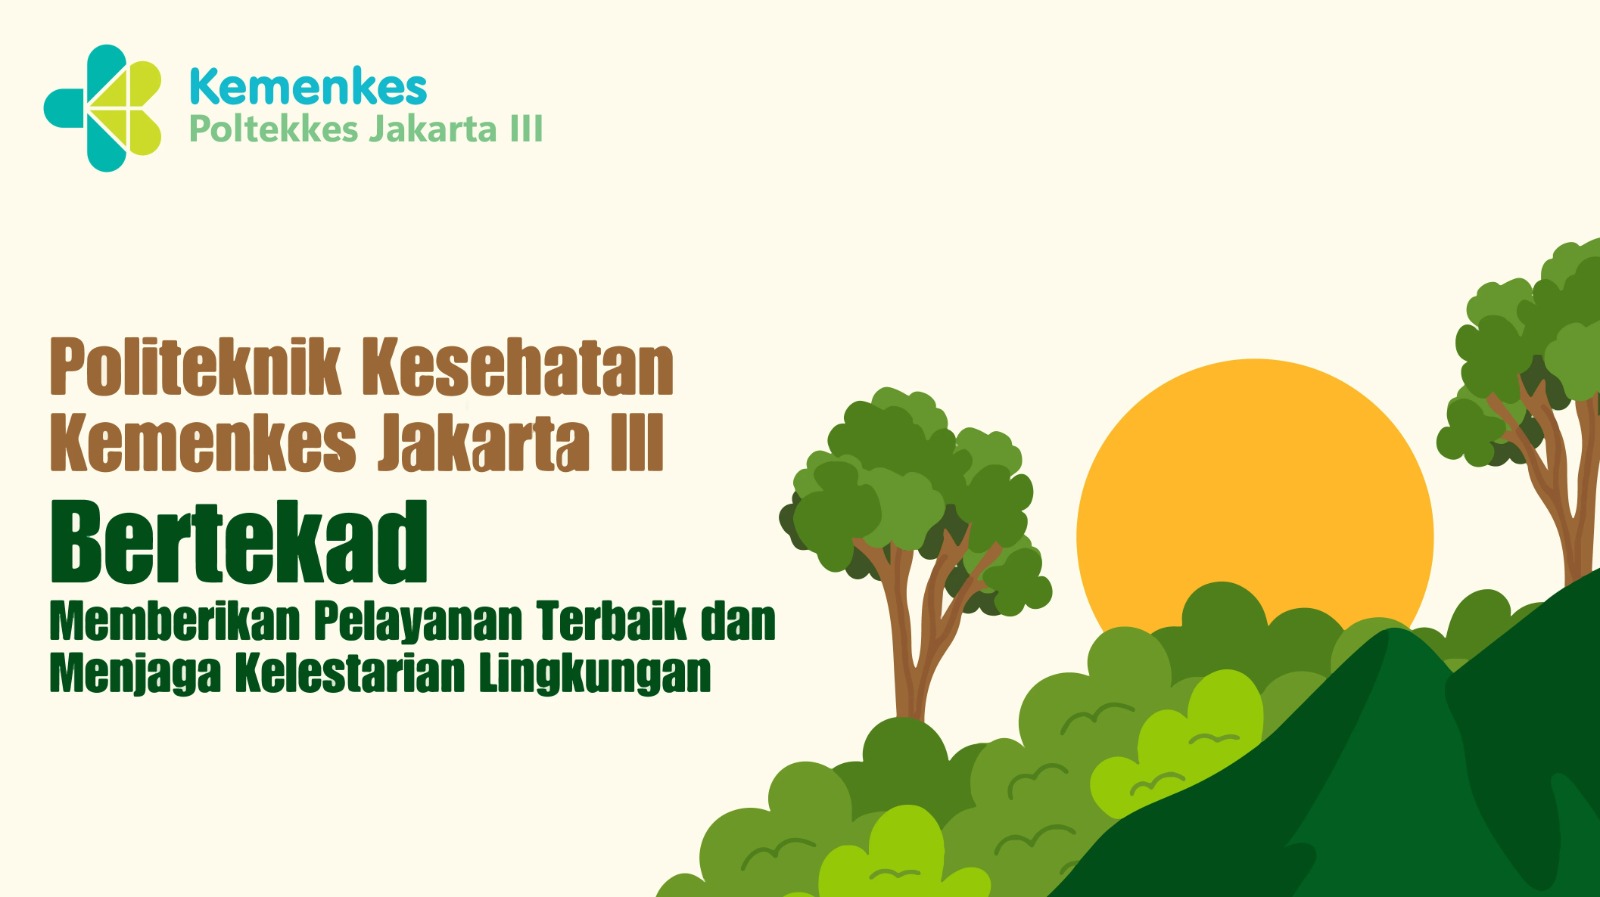 Kemenkes
Poltekkes Jakarta III
Politeknik Kesehatan
Kemenkes Jakarta III
Bertekad
Memberikan Pelayanan Terbaik dan
Menjaga Kelestarian Lingkungan